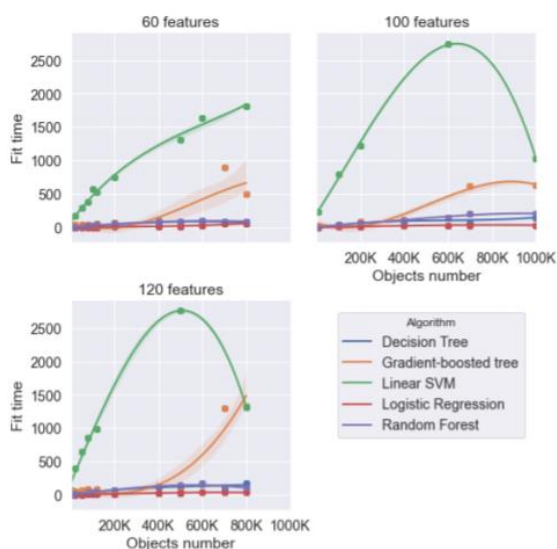 60 features
100 features
Fit time
2500
2000
1500
1000
500
0
200K 400K 600K 800K 1000K
Objects number
120 features
Fit time
2500
2000
1500
1000
500
0
200K 400K 600K 800K 1000K
Objects number
Algorithm
Decision Tree
Gradient-boosted tree
Linear SVM
Logistic Regression
Random Forest